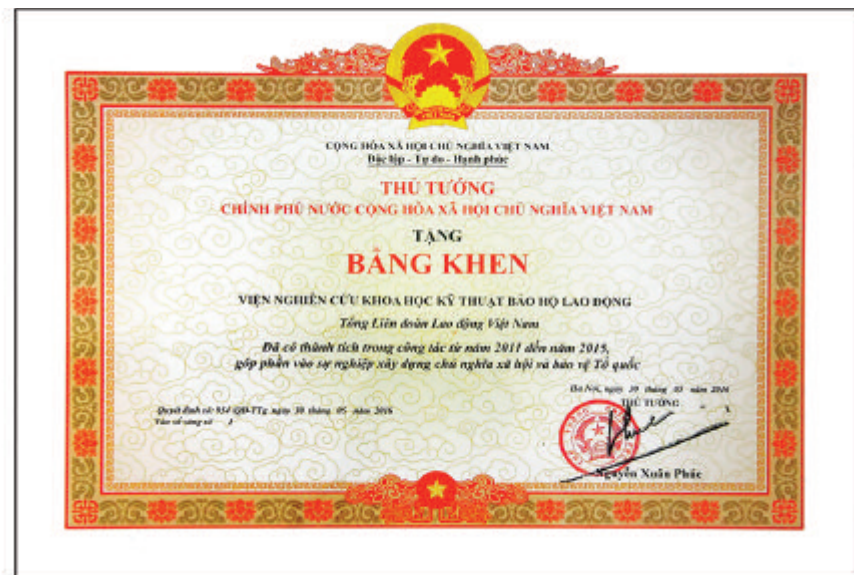 CỘNG HÒA XÃ HỘI CHỦ NGHĨA VIỆT NAM
Độc lập - Tự do - Hạnh phúc
THỦ TƯỚNG
CHÍNH PHỦ NƯỚC CỘNG HÒA XÃ HỘI CHỦ NGHĨA VIỆT NAM
TẶNG
BẰNG KHEN
VIỆN NGHIÊN CỨU KHOA HỌC KỸ THUẬT BẢO HỘ LAO ĐỘNG
Tổng Liên đoàn Lao động Việt Nam
Đã có thành tích trong công tác từ năm 2011 đến năm 2015,
góp phần vào sự nghiệp xây dựng chủ nghĩa xã hội và bảo vệ Tổ quốc
Hà Nội, ngày 30 tháng 05 năm 2016
THỦ TƯỚNG
Quyết định số: 954 /QĐ-TTg ngày 30 tháng 05 năm 2016
Vào sổ vàng số
Nguyễn Xuân Phúc